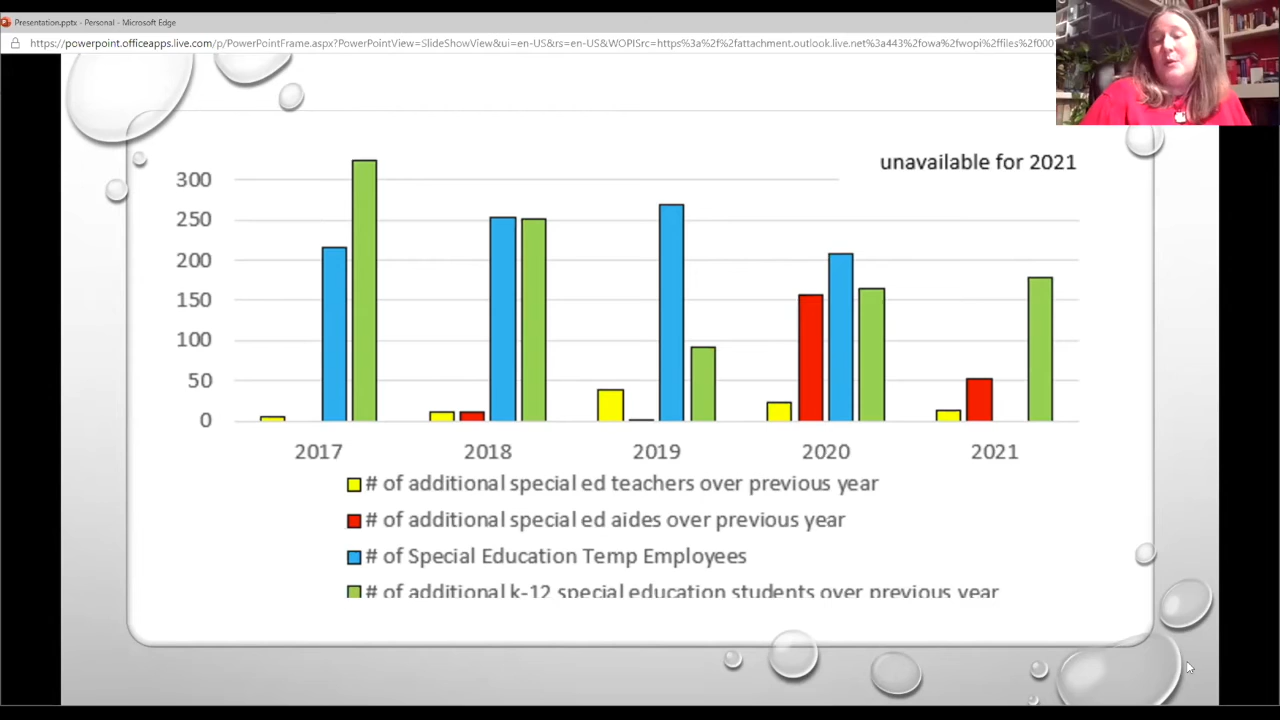 Presentation.pptx - Personal - Microsoft Edge
https://powerpoint.officeapps.live.com/p/PowerPointFrame.aspx?PowerPointView=SlideShowView&ui=en-US&rs=en-US&WOPISrc=https%3a%2f%2fattachment.outlook.live.net%3a443%2fowa%2fwopi%2ffiles%2f000
unavailable for 2021
300
250
200
150
100
50
0
2017 2018 2019 2020 2021
# of additional special ed teachers over previous year
# of additional special ed aides over previous year
# of Special Education Temp Employees
# of additional k-12 special education students over previous year